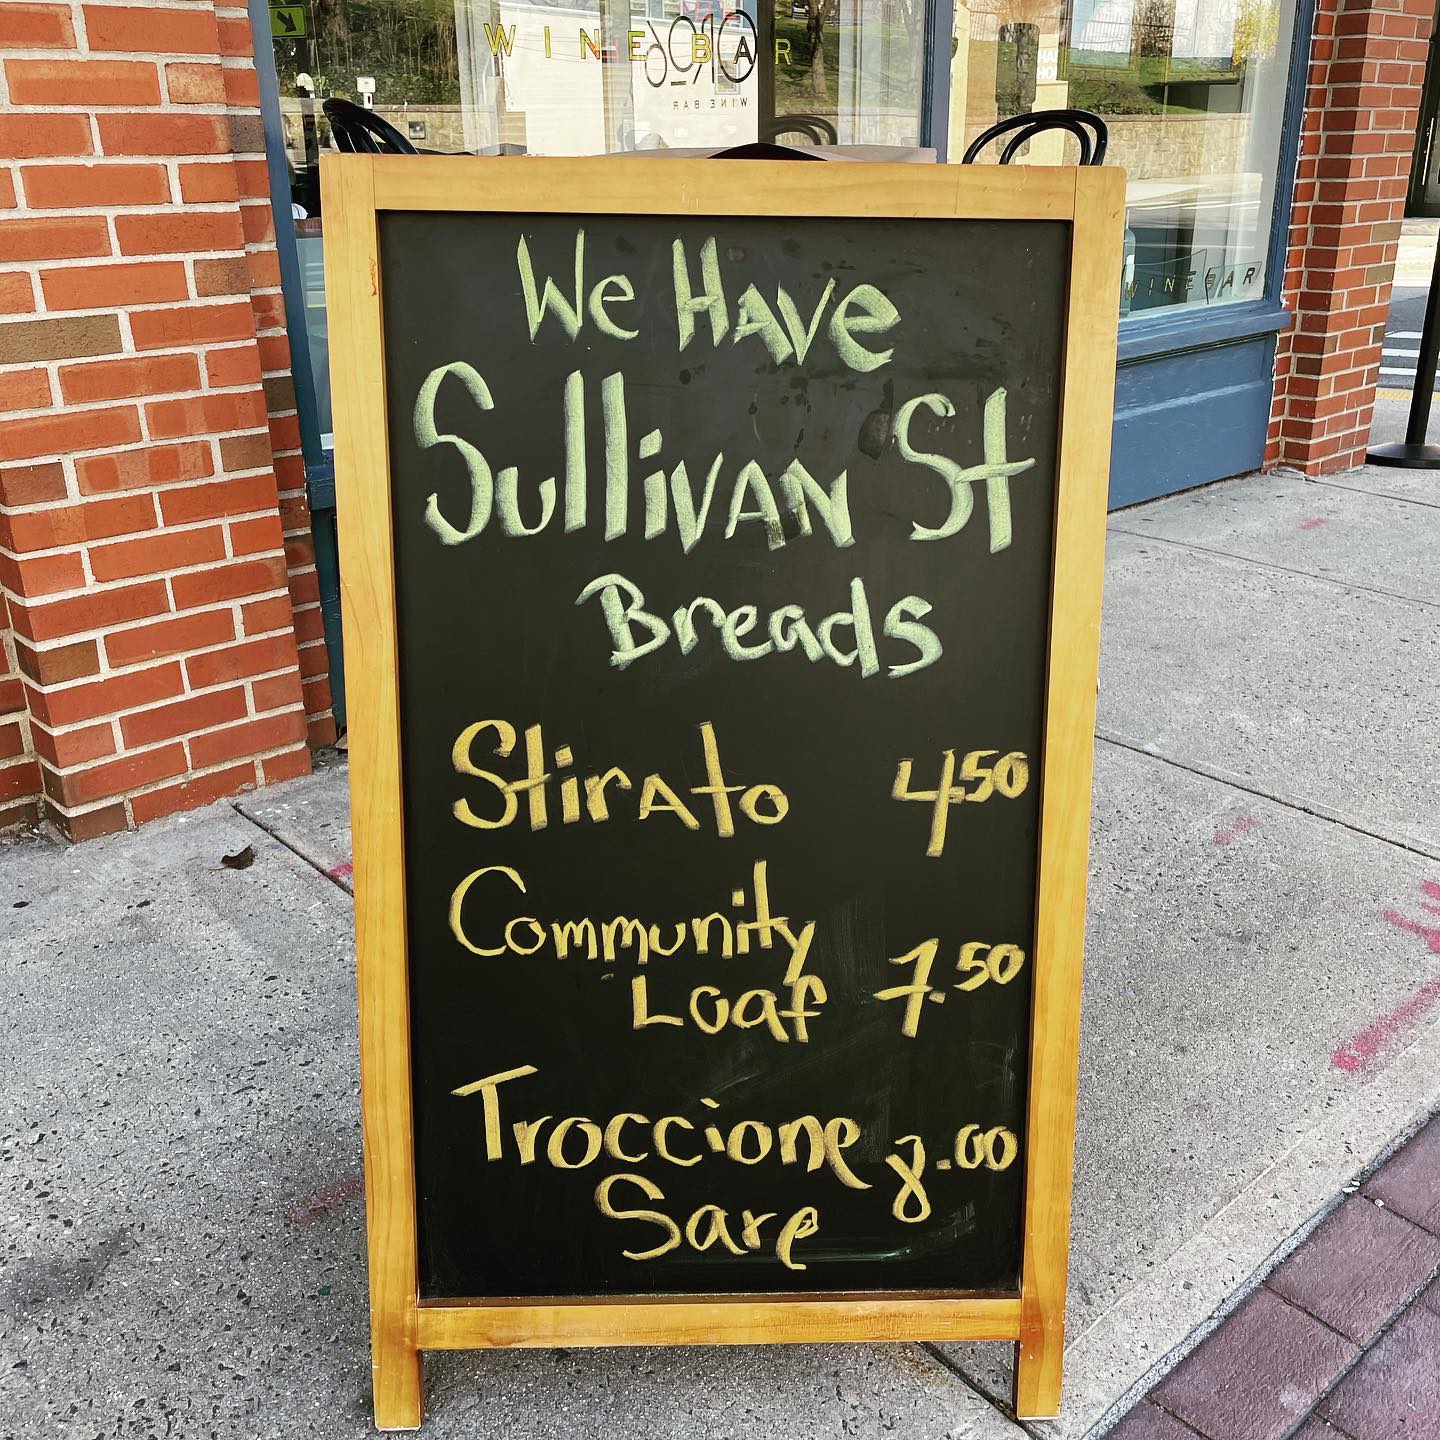 WINE BAR
WINE BAR
WINE BAR
We Have
Sullivan St
Breads
Stirato 4.50
Community
Loaf 7.50
Troccione 8.00
Sare